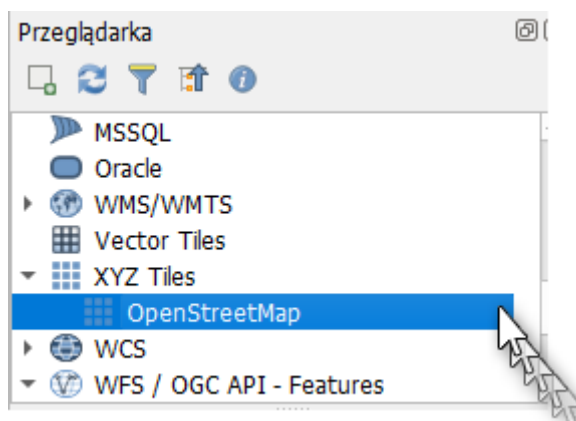 Przeglądarka
MSSQL
Oracle
WMS/WMTS
Vector Tiles
XYZ Tiles
OpenStreetMap
WCS
WFS / OGC API - Features